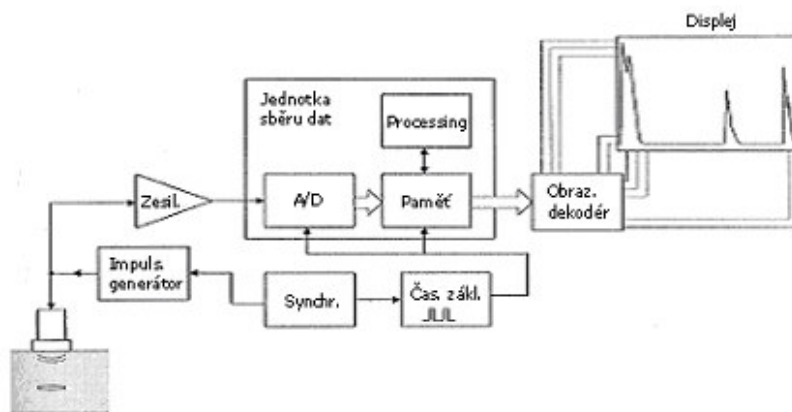 Displej
Jednotka
sběru dat
Processing
Zesil.
A/D
Paměť
Obraz.
dekodér
Impuls.
generátor
Synchr.
Čas. zákl.